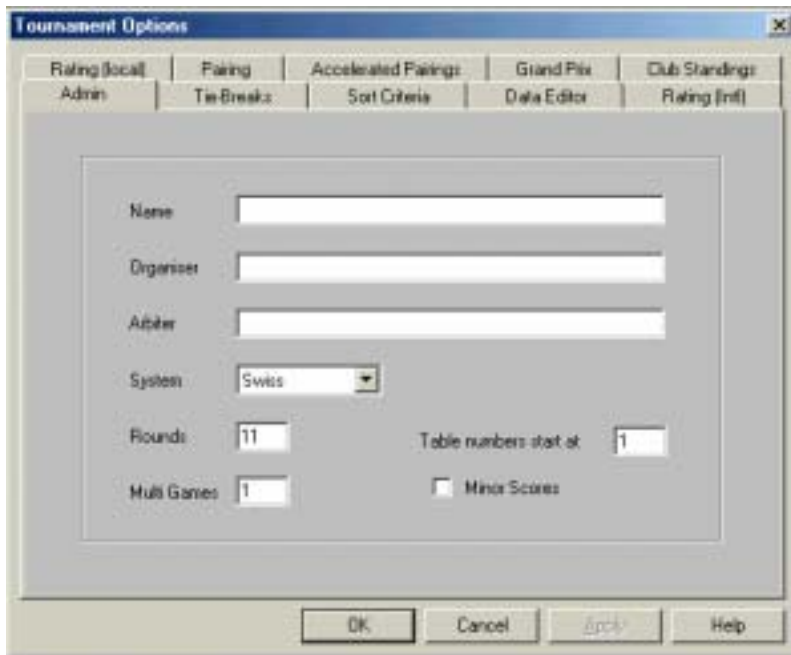 Tournament Options
Rating (local) Pairing Accelerated Pairings Grand Prix Club Standings
Admin Tie-Breaks Sort Criteria Data Editor Rating (Intl)
Name
Organiser
Arbiter
System Swiss
Rounds 11 Table numbers start at 1
Multi Games 1 Minor Scores
OK Cancel Apply Help